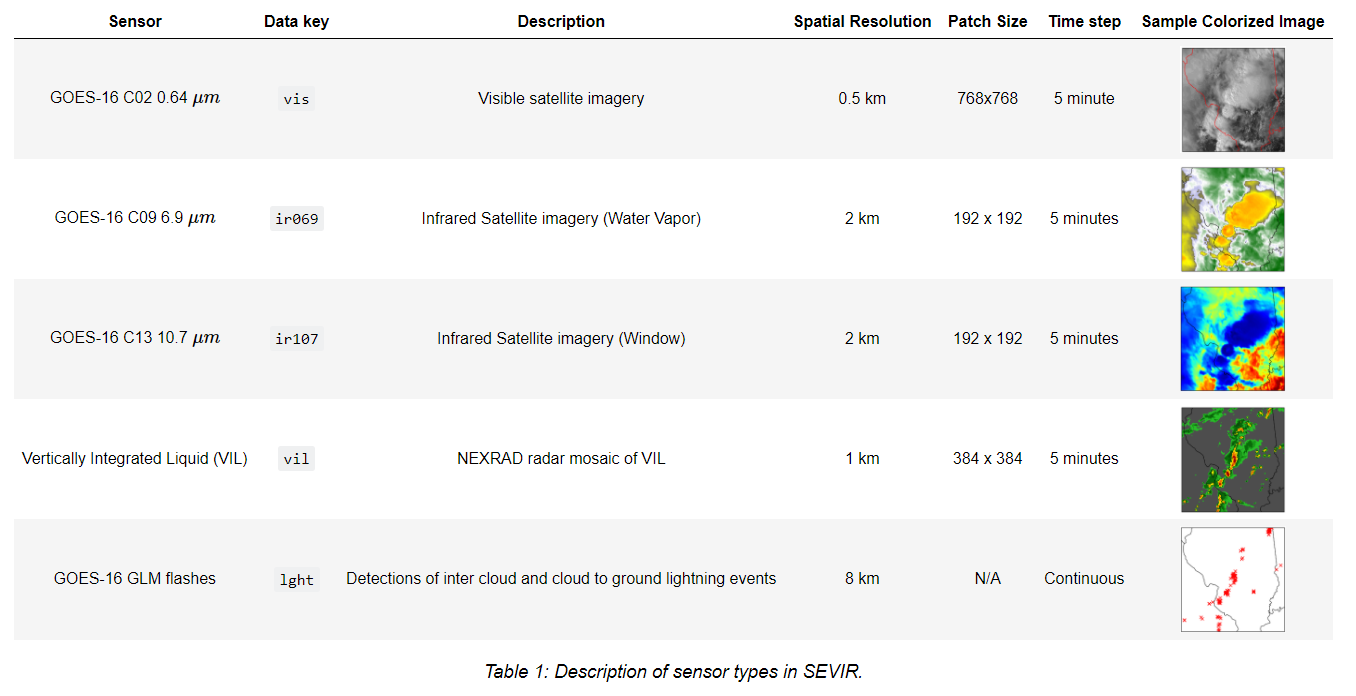 Sensor Data key Description Spatial Resolution Patch Size Time step Sample Colorized Image
GOES-16 C02 0.64 μm vis Visible satellite imagery 0.5 km 768x768 5 minute
GOES-16 C09 6.9 μm ir069 Infrared Satellite imagery (Water Vapor) 2 km 192 x 192 5 minutes
GOES-16 C13 10.7 μm ir107 Infrared Satellite imagery (Window) 2 km 192 x 192 5 minutes
Vertically Integrated Liquid (VIL) vil NEXRAD radar mosaic of VIL 1 km 384 x 384 5 minutes
GOES-16 GLM flashes lght Detections of inter cloud and cloud to ground lightning events 8 km N/A Continuous
Table 1: Description of sensor types in SEVIR.